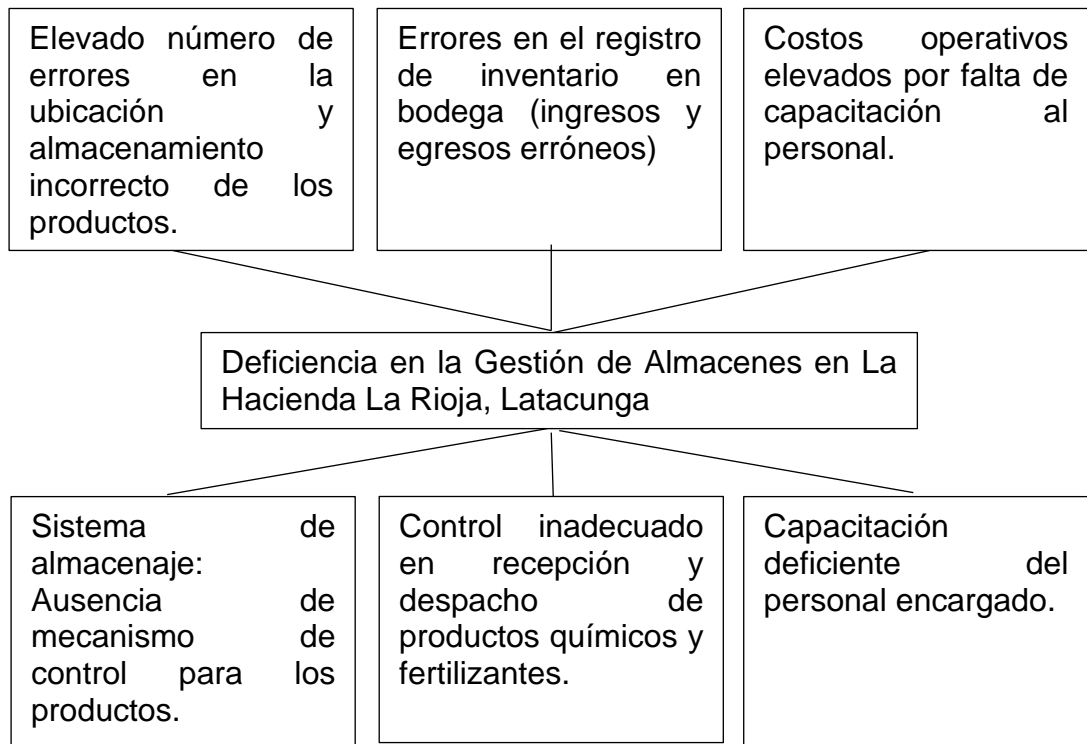 Elevado número de
errores en la
ubicación y
almacenamiento
incorrecto de los
productos.
Errores en el registro
de inventario en
bodega (ingresos y
egresos erróneos)
Costos operativos
elevados por falta de
capacitación al
personal.
Deficiencia en la Gestión de Almacenes en La
Hacienda La Rioja, Latacunga
Sistema de
almacenaje:
Ausencia de
mecanismo de
control para los
productos.
Control inadecuado
en recepción y
despacho de
productos químicos y
fertilizantes.
Capacitación
deficiente del
personal encargado.